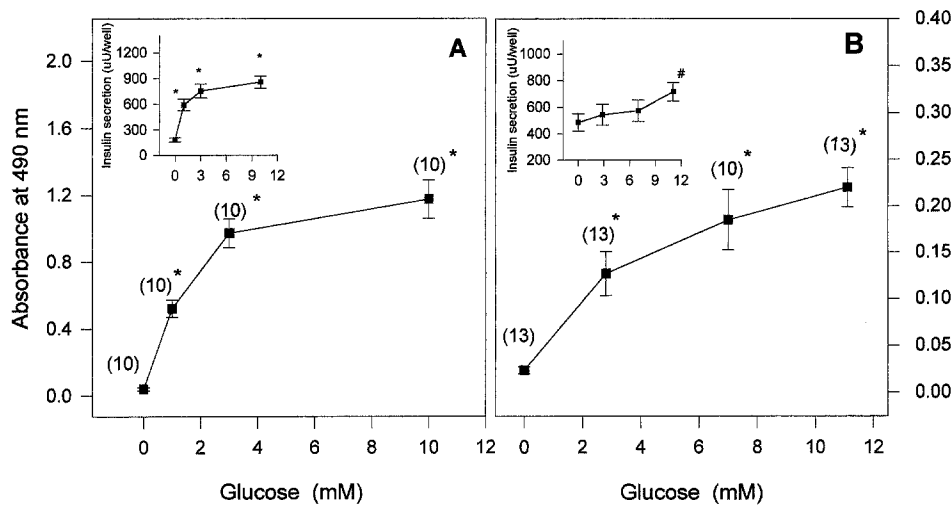 A
Absorbance at 490 nm
2.0
1.6
1.2
0.8
0.4
0.0
Insulin secretion (uU/well)
1200
900
600
300
0
* * *
0 3 6 9 12
(10)
(10)*
(10)*
(10)*
0 2 4 6 8 10 12
Glucose (mM)
B
Insulin secretion (uU/well)
1000
800
600
400
200
#
0 3 6 9 12
(13)
(13)*
(10)*
(13)*
0.40
0.35
0.30
0.25
0.20
0.15
0.10
0.05
0.00
0 2 4 6 8 10 12
Glucose (mM)